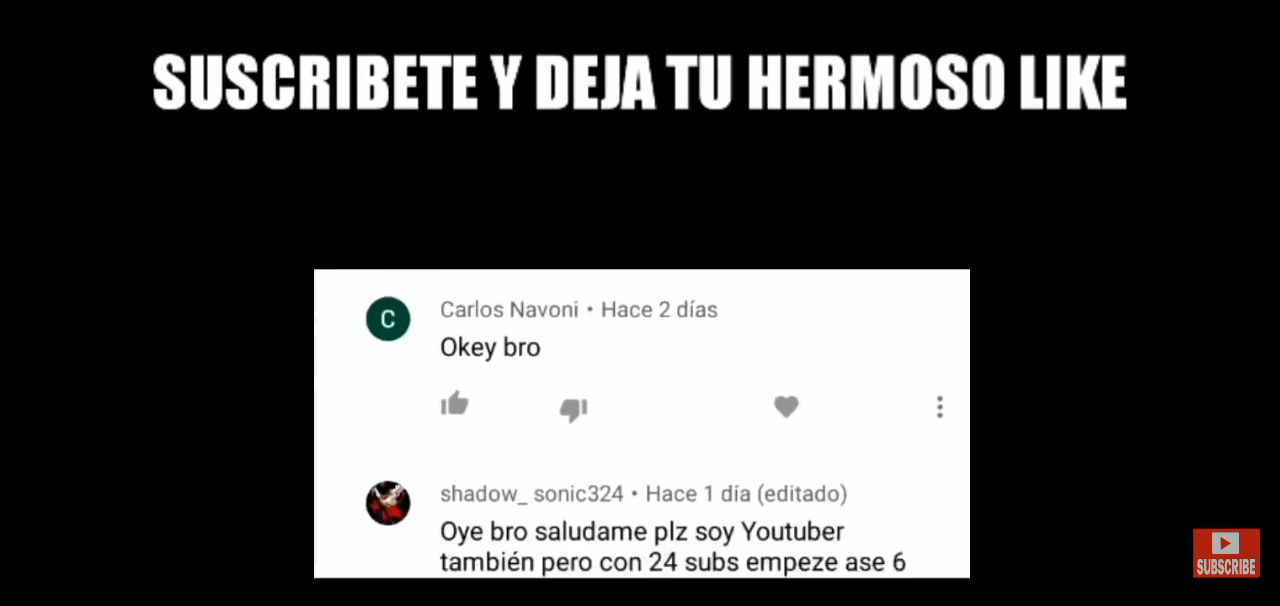 SUSCRIBETE Y DEJA TU HERMOSO LIKE
C
Carlos Navoni • Hace 2 días
Okey bro
shadow_ sonic324 • Hace 1 día (editado)
Oye bro saludame plz soy Youtuber
también pero con 24 subs empeze ase 6
SUBSCRIBE